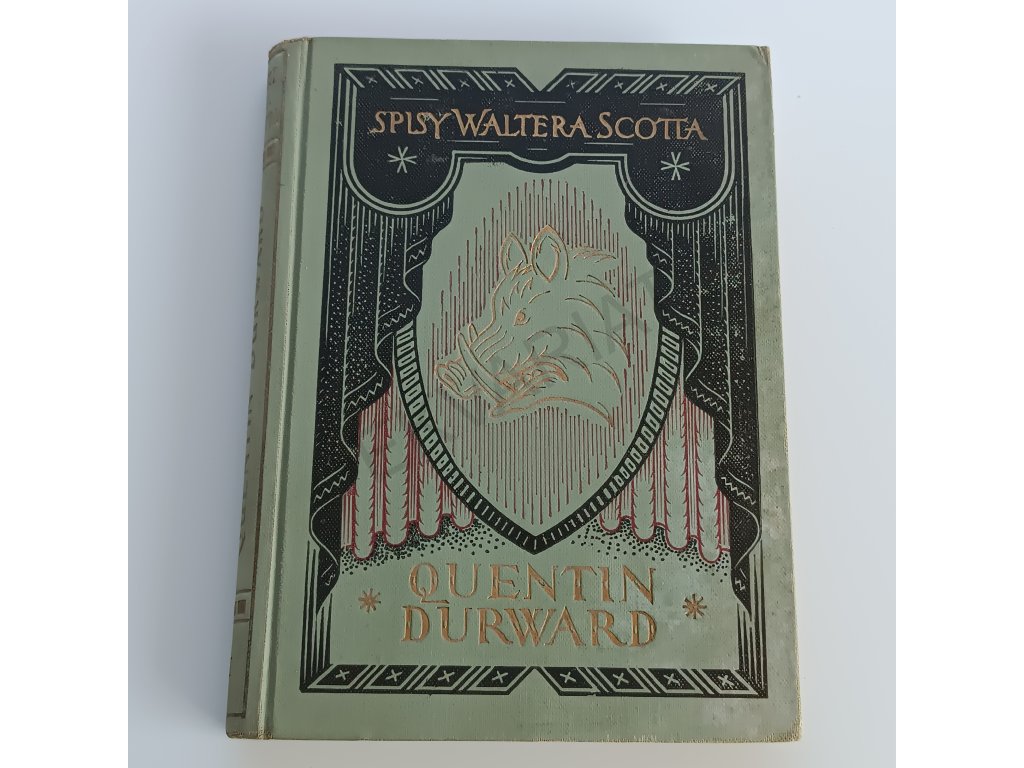 SPISY WALTERA SCOTTA
QUENTIN
DURWARD